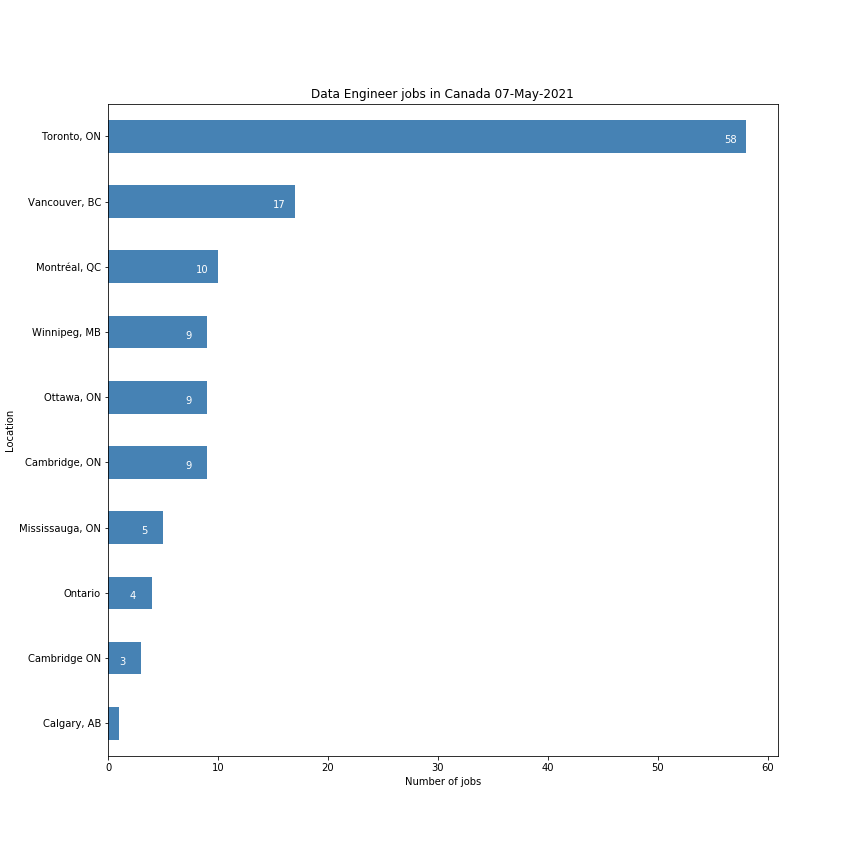 Data Engineer jobs in Canada 07-May-2021
Toronto, ON
58
Vancouver, BC
17
Montréal, QC
10
Winnipeg, MB
9
Ottawa, ON
9
Location
Cambridge, ON
9
Mississauga, ON
5
Ontario
4
Cambridge ON
3
Calgary, AB
0 10 20 30 40 50 60
Number of jobs